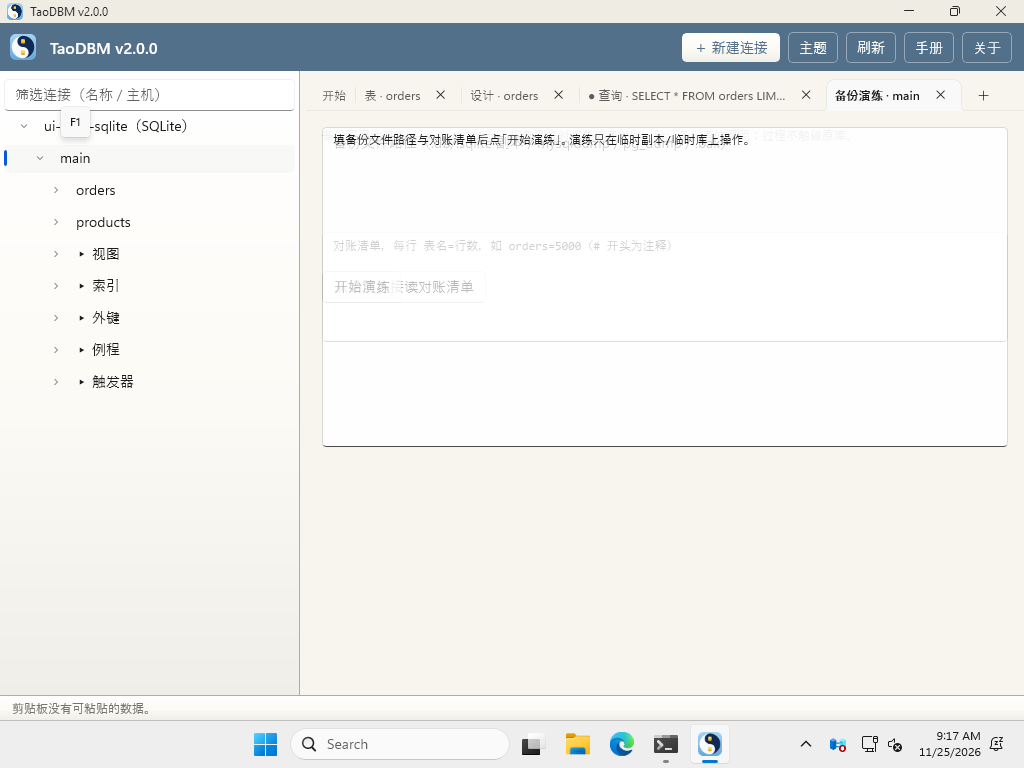 TaoDBM v2.0.0
TaoDBM v2.0.0
＋ 新建连接
主题
刷新
手册
关于
筛选连接（名称 / 主机）
F1
sqlite（SQLite）
main
orders
products
视图
索引
外键
例程
触发器
开始
表 · orders
设计 · orders
● 查询 · SELECT * FROM orders LIM...
备份演练 · main
填备份文件路径与对账清单后点「开始演练」。演练只在临时副本/临时库上操作。
对账清单，每行 表名=行数，如 orders=5000（# 开头为注释）
开始演练
读对账清单
剪贴板没有可粘贴的数据。
Search
9:17 AM
11/25/2026